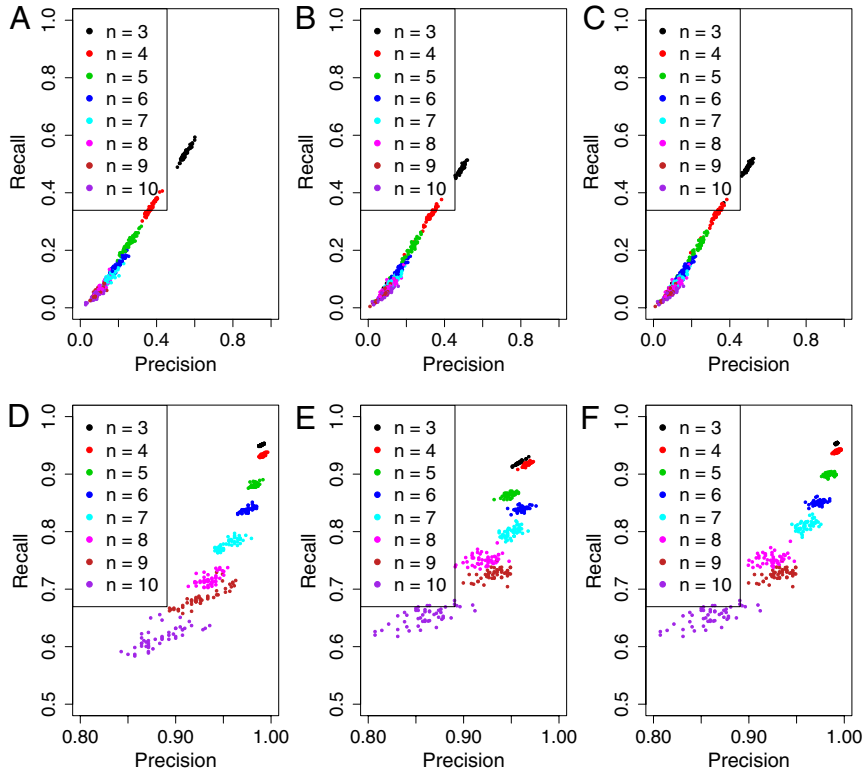 A
n = 3
n = 4
n = 5
n = 6
n = 7
n = 8
n = 9
n = 10
Recall
0.0 0.2 0.4 0.6 0.8 1.0
0.0 0.4 0.8
Precision
B
n = 3
n = 4
n = 5
n = 6
n = 7
n = 8
n = 9
n = 10
Recall
0.0 0.2 0.4 0.6 0.8 1.0
0.0 0.4 0.8
Precision
C
n = 3
n = 4
n = 5
n = 6
n = 7
n = 8
n = 9
n = 10
Recall
0.0 0.2 0.4 0.6 0.8 1.0
0.0 0.4 0.8
Precision
D
n = 3
n = 4
n = 5
n = 6
n = 7
n = 8
n = 9
n = 10
Recall
0.5 0.6 0.7 0.8 0.9 1.0
0.80 0.90 1.00
Precision
E
n = 3
n = 4
n = 5
n = 6
n = 7
n = 8
n = 9
n = 10
Recall
0.5 0.6 0.7 0.8 0.9 1.0
0.80 0.90 1.00
Precision
F
n = 3
n = 4
n = 5
n = 6
n = 7
n = 8
n = 9
n = 10
Recall
0.5 0.6 0.7 0.8 0.9 1.0
0.80 0.90 1.00
Precision